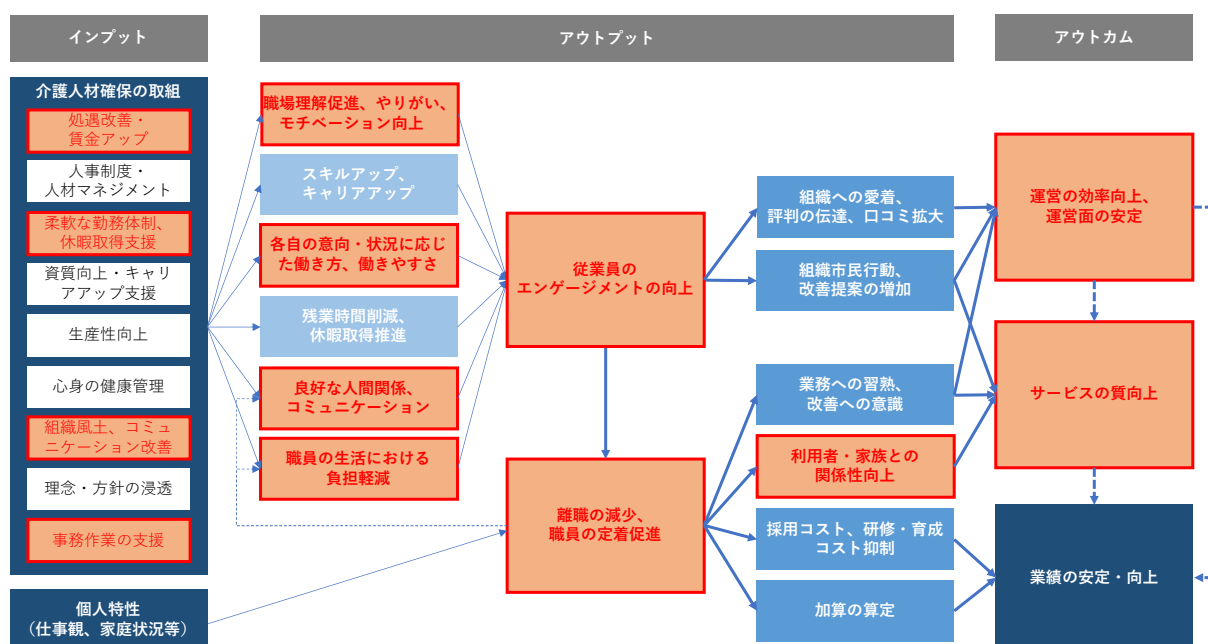 インプット
アウトプット
アウトカム
介護人材確保の取組
処遇改善・
賃金アップ
人事制度・
人材マネジメント
柔軟な勤務体制、
休暇取得支援
資質向上・キャリ
アアップ支援
生産性向上
心身の健康管理
組織風土、コミュ
ニケーション改善
理念・方針の浸透
事務作業の支援
個人特性
（仕事観、家庭状況等）
職場理解促進、やりがい、
モチベーション向上
スキルアップ、
キャリアアップ
各自の意向・状況に応じ
た働き方、働きやすさ
残業時間削減、
休暇取得推進
良好な人間関係、
コミュニケーション
職員の生活における
負担軽減
従業員の
エンゲージメントの向上
離職の減少、
職員の定着促進
組織への愛着、
評判の伝達、口コミ拡大
組織市民行動、
改善提案の増加
業務への習熟、
改善への意識
利用者・家族との
関係性向上
採用コスト、研修・育成
コスト抑制
加算の算定
運営の効率向上、
運営面の安定
サービスの質向上
業績の安定・向上